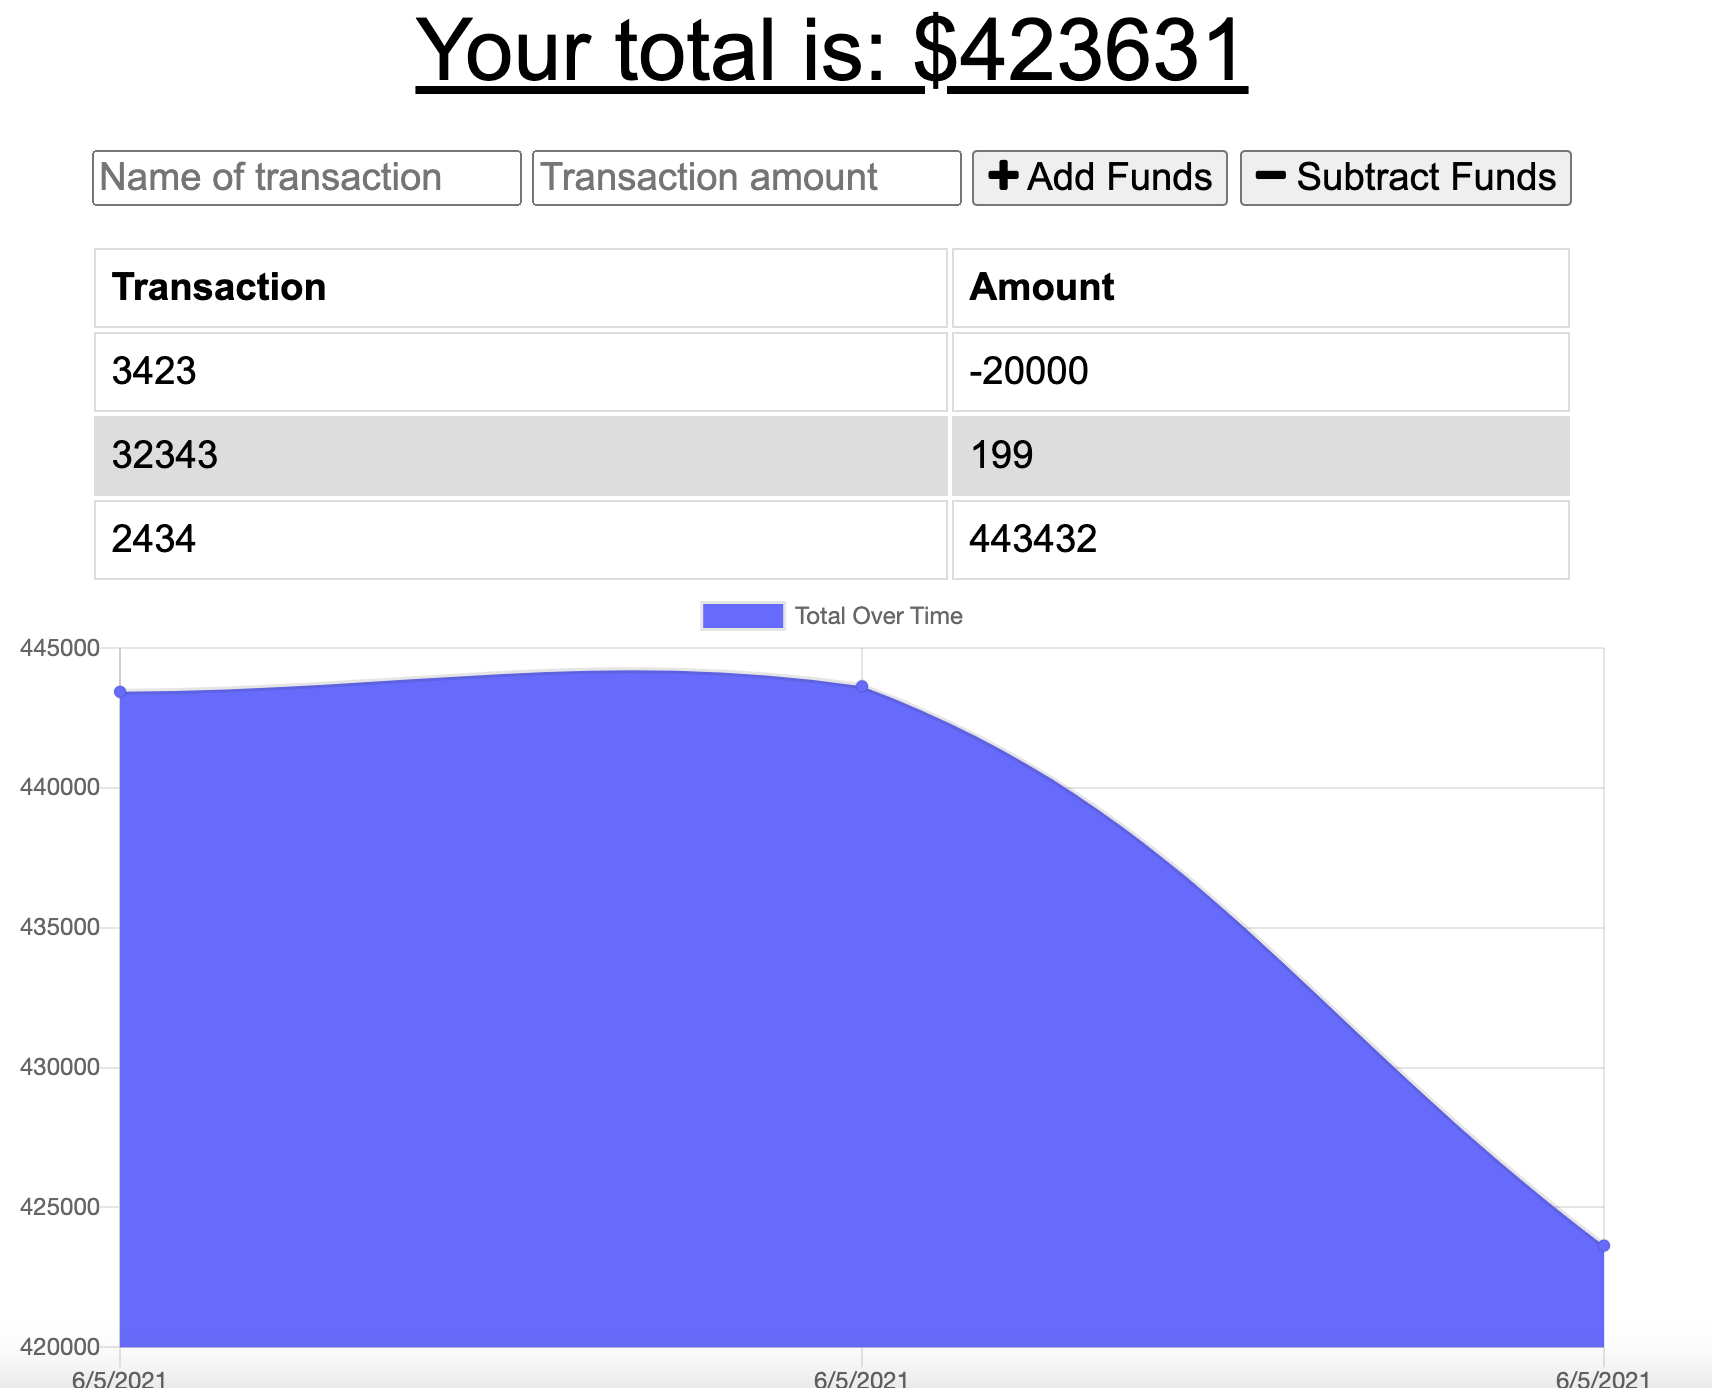 Your total is: $423631
Name of transaction Transaction amount + Add Funds − Subtract Funds
Transaction Amount
3423 -20000
32343 199
2434 443432
Total Over Time
445000
440000
435000
430000
425000
420000
6/5/2021 6/5/2021 6/5/2021